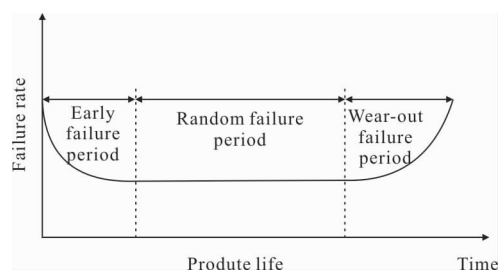 Failure rate
Early
failure
period
Random failure
period
Wear-out
failure
period
Produte life
Time